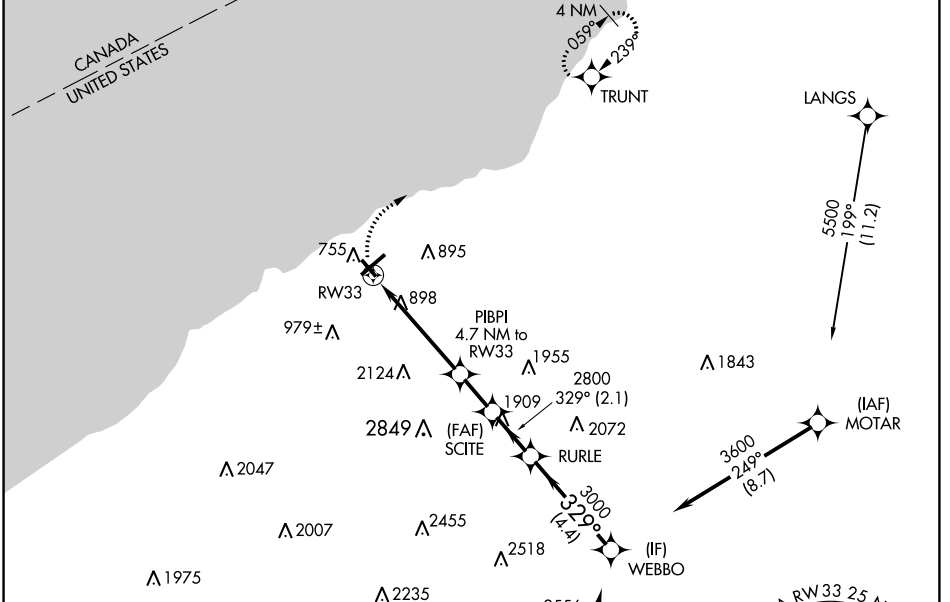 4 NM
059°
239°
CANADA
UNITED STATES
TRUNT
LANGS
5500
199°
(11.2)
755
895
RW33
898
PIBPI
4.7 NM to
RW33
979±
1955
1843
2124
2800
329° (2.1)
1909
(IAF)
MOTAR
2849
(FAF)
SCITE
2072
3600
249°
(8.7)
RURLE
2047
3000
329°
(4.4)
2007
2455
(IF)
WEBBO
2518
1975
2235
RW33 25